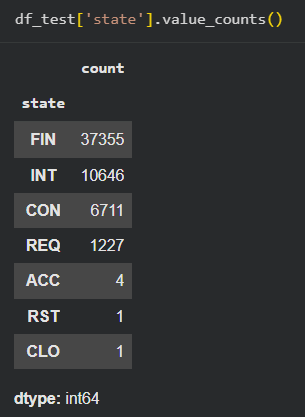 df_test['state'].value_counts()
count
state
FIN 37355
INT 10646
CON 6711
REQ 1227
ACC 4
RST 1
CLO 1
dtype: int64